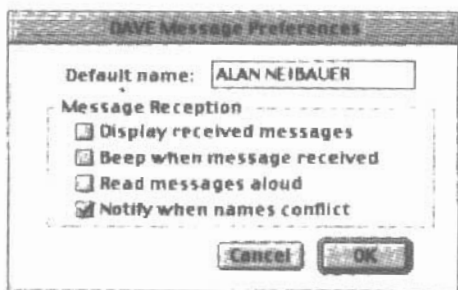 DAVE Message Preferences
Default name: ALAN NEIBAUER
Message Reception
Display received messages
Beep when message received
Read messages aloud
Notify when names conflict
Cancel OK